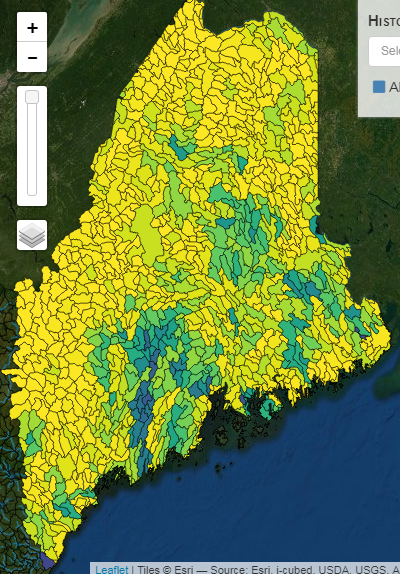 +
HISTO
−
Sele
Al
Leaflet | Tiles © Esri — Source: Esri, i-cubed, USDA, USGS, A